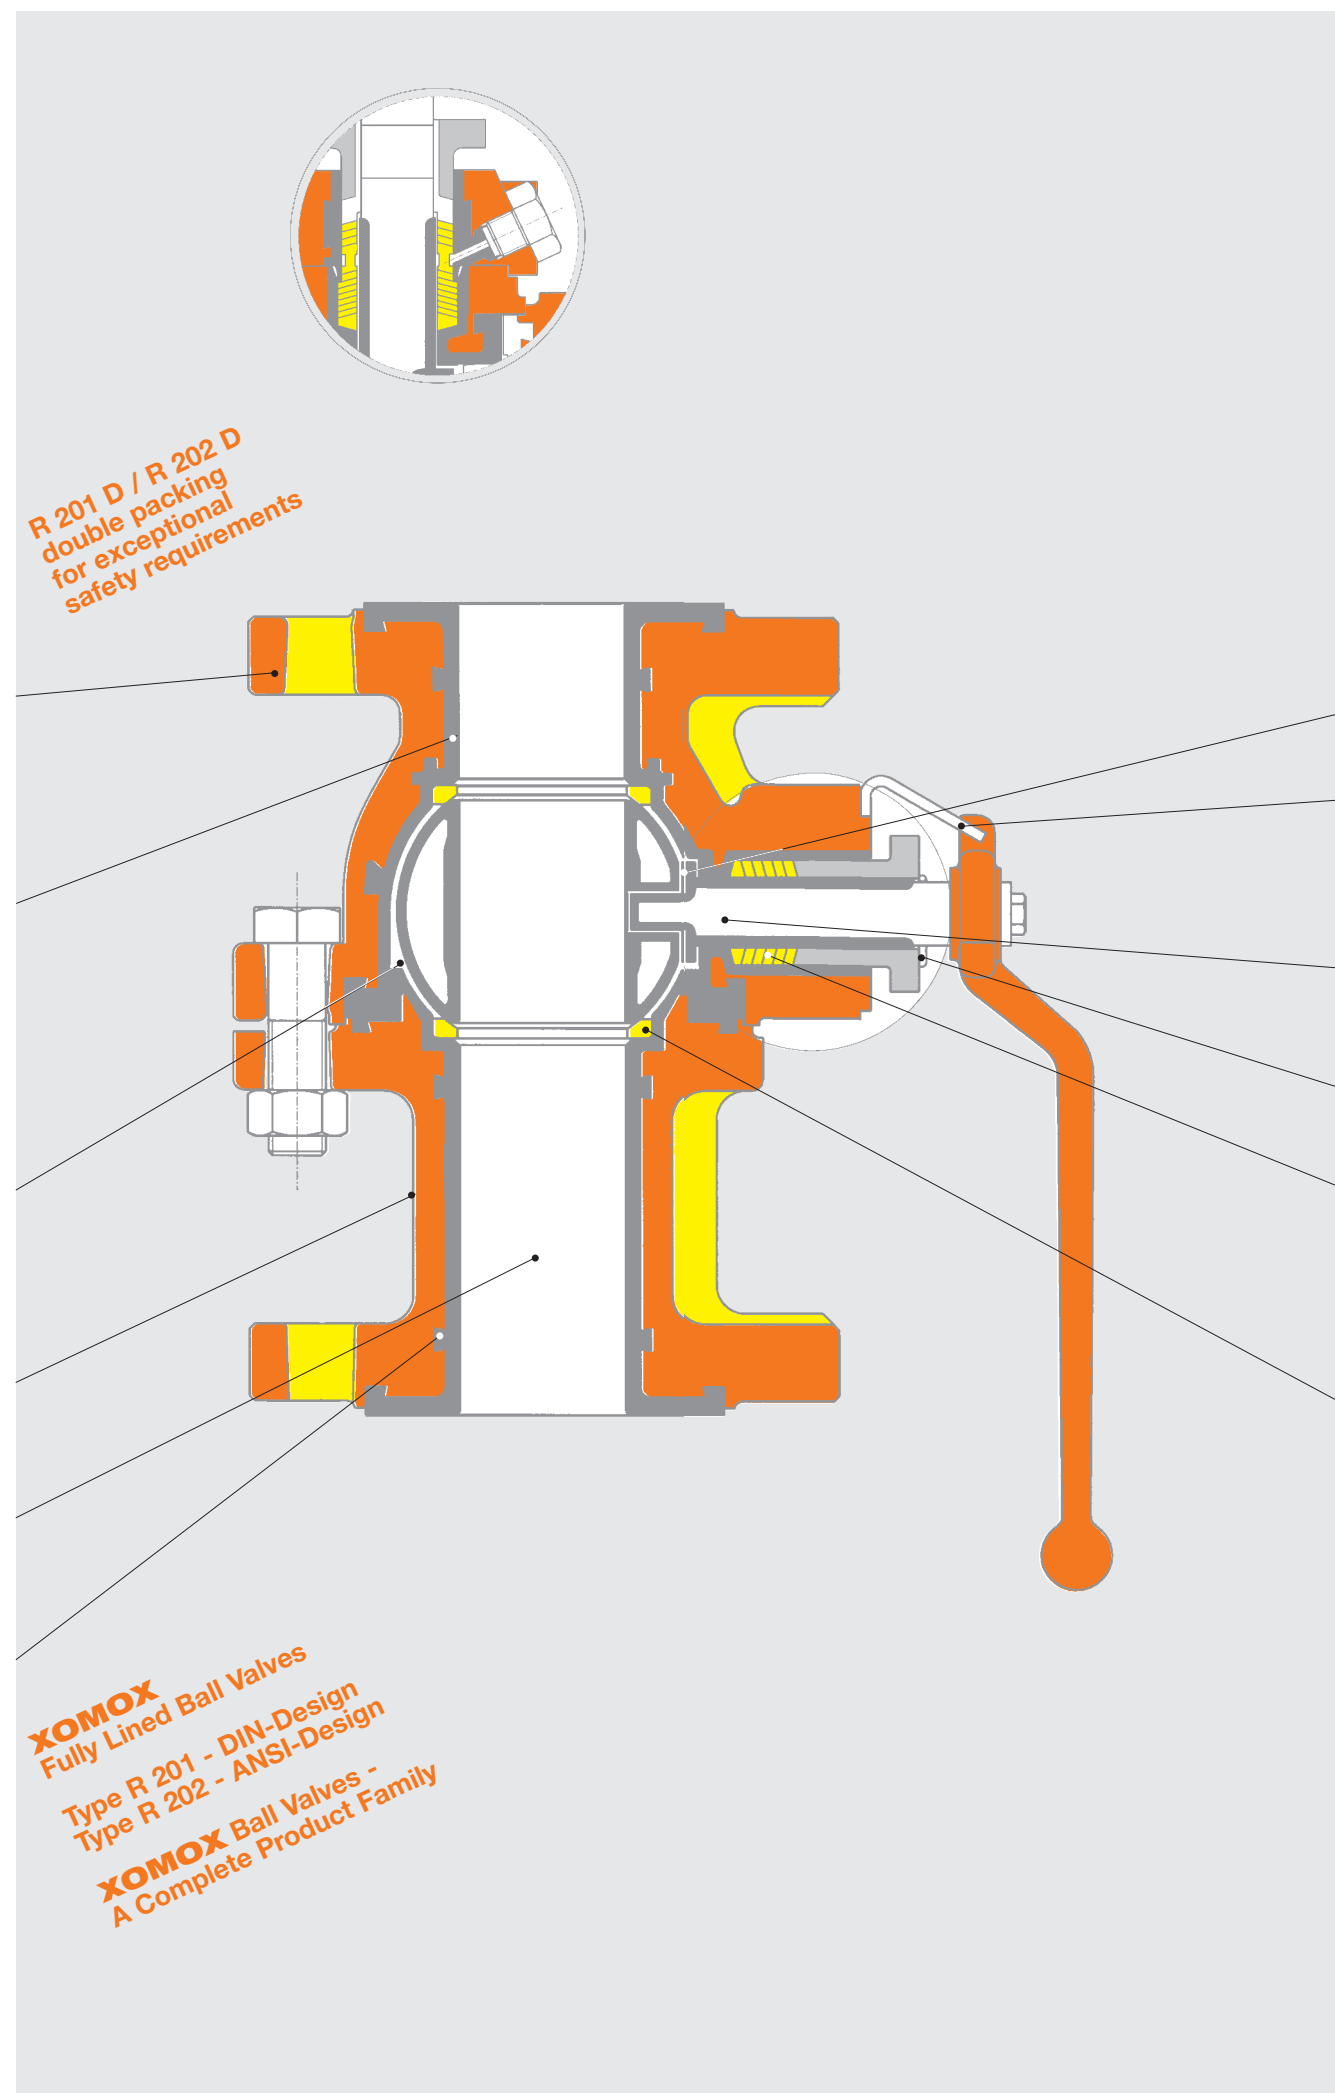 R 201 D / R 202 D
double packing
for exceptional
safety requirements
XOMOX
Fully Lined Ball Valves
Type R 201 - DIN-Design
Type R 202 - ANSI-Design
XOMOX Ball Valves -
A Complete Product Family